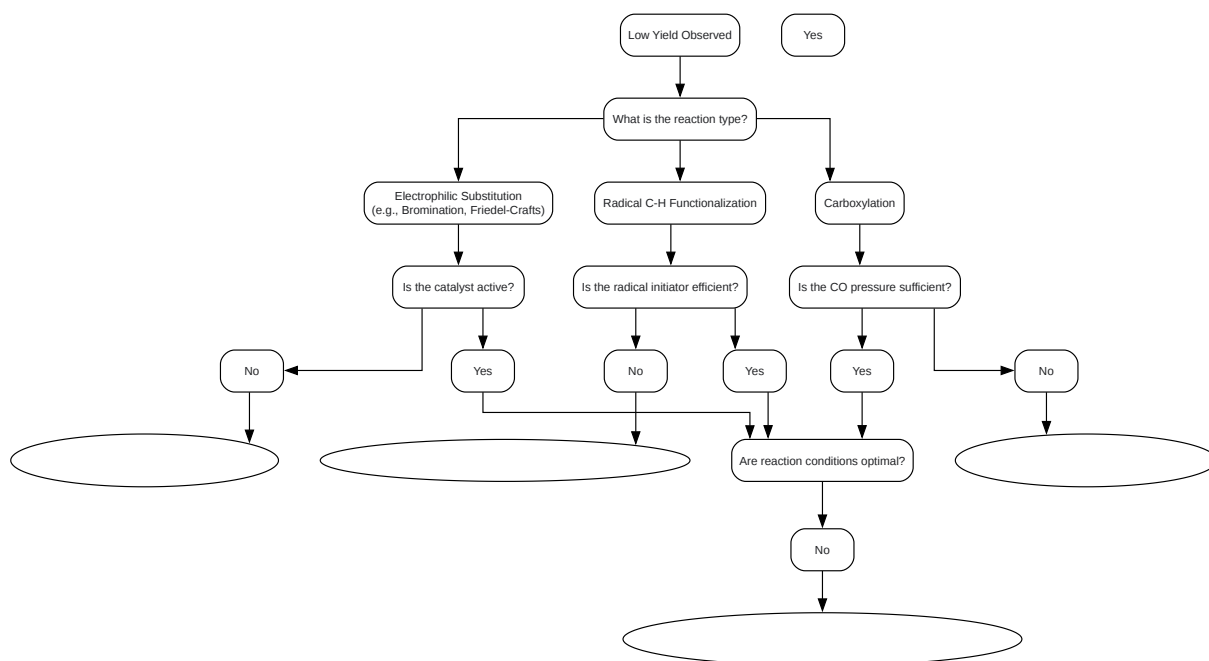 Low Yield Observed
Yes
What is the reaction type?
Electrophilic Substitution
(e.g., Bromination, Friedel-Crafts)
Radical C-H Functionalization
Carboxylation
Is the catalyst active?
Is the radical initiator efficient?
Is the CO pressure sufficient?
No
Yes
No
Yes
Yes
No
Are reaction conditions optimal?
No